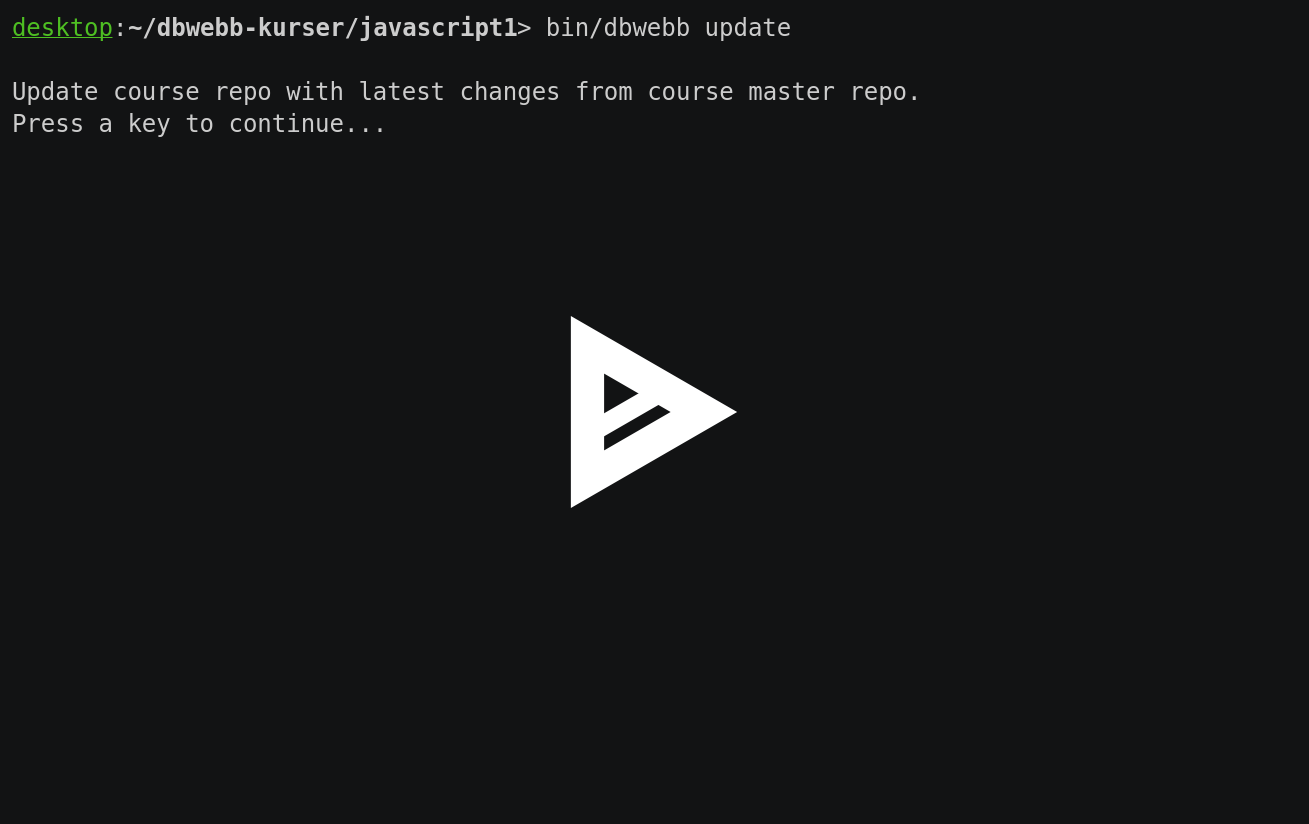 desktop:~/dbwebb-kurser/javascript1> bin/dbwebb update
Update course repo with latest changes from course master repo.
Press a key to continue...